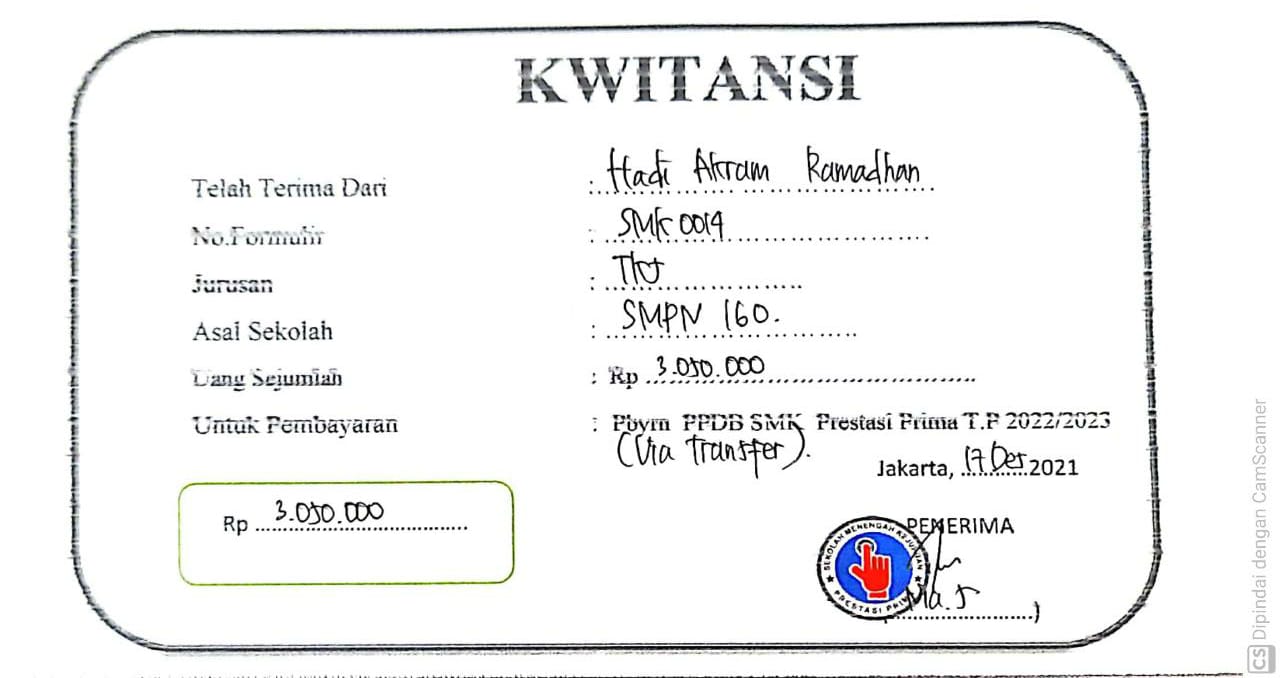 KWITANSI
Telah Terima Dari : Hadi Akram Ramadhan
No.Formulir : SMK 0014
Jurusan : TKJ
Asal Sekolah : SMPN 160.
Uang Sejumlah : Rp 3.050.000
Untuk Pembayaran : Pbyrn PPDB SMK Prestasi Prima T.P 2022/2023
(Via Transfer).
Jakarta, 17 Des 2021
Rp 3.050.000
PENERIMA
SEKOLAH MENENGAH KEJURUAN
PRESTASI PRIMA
CS Dipindai dengan CamScanner